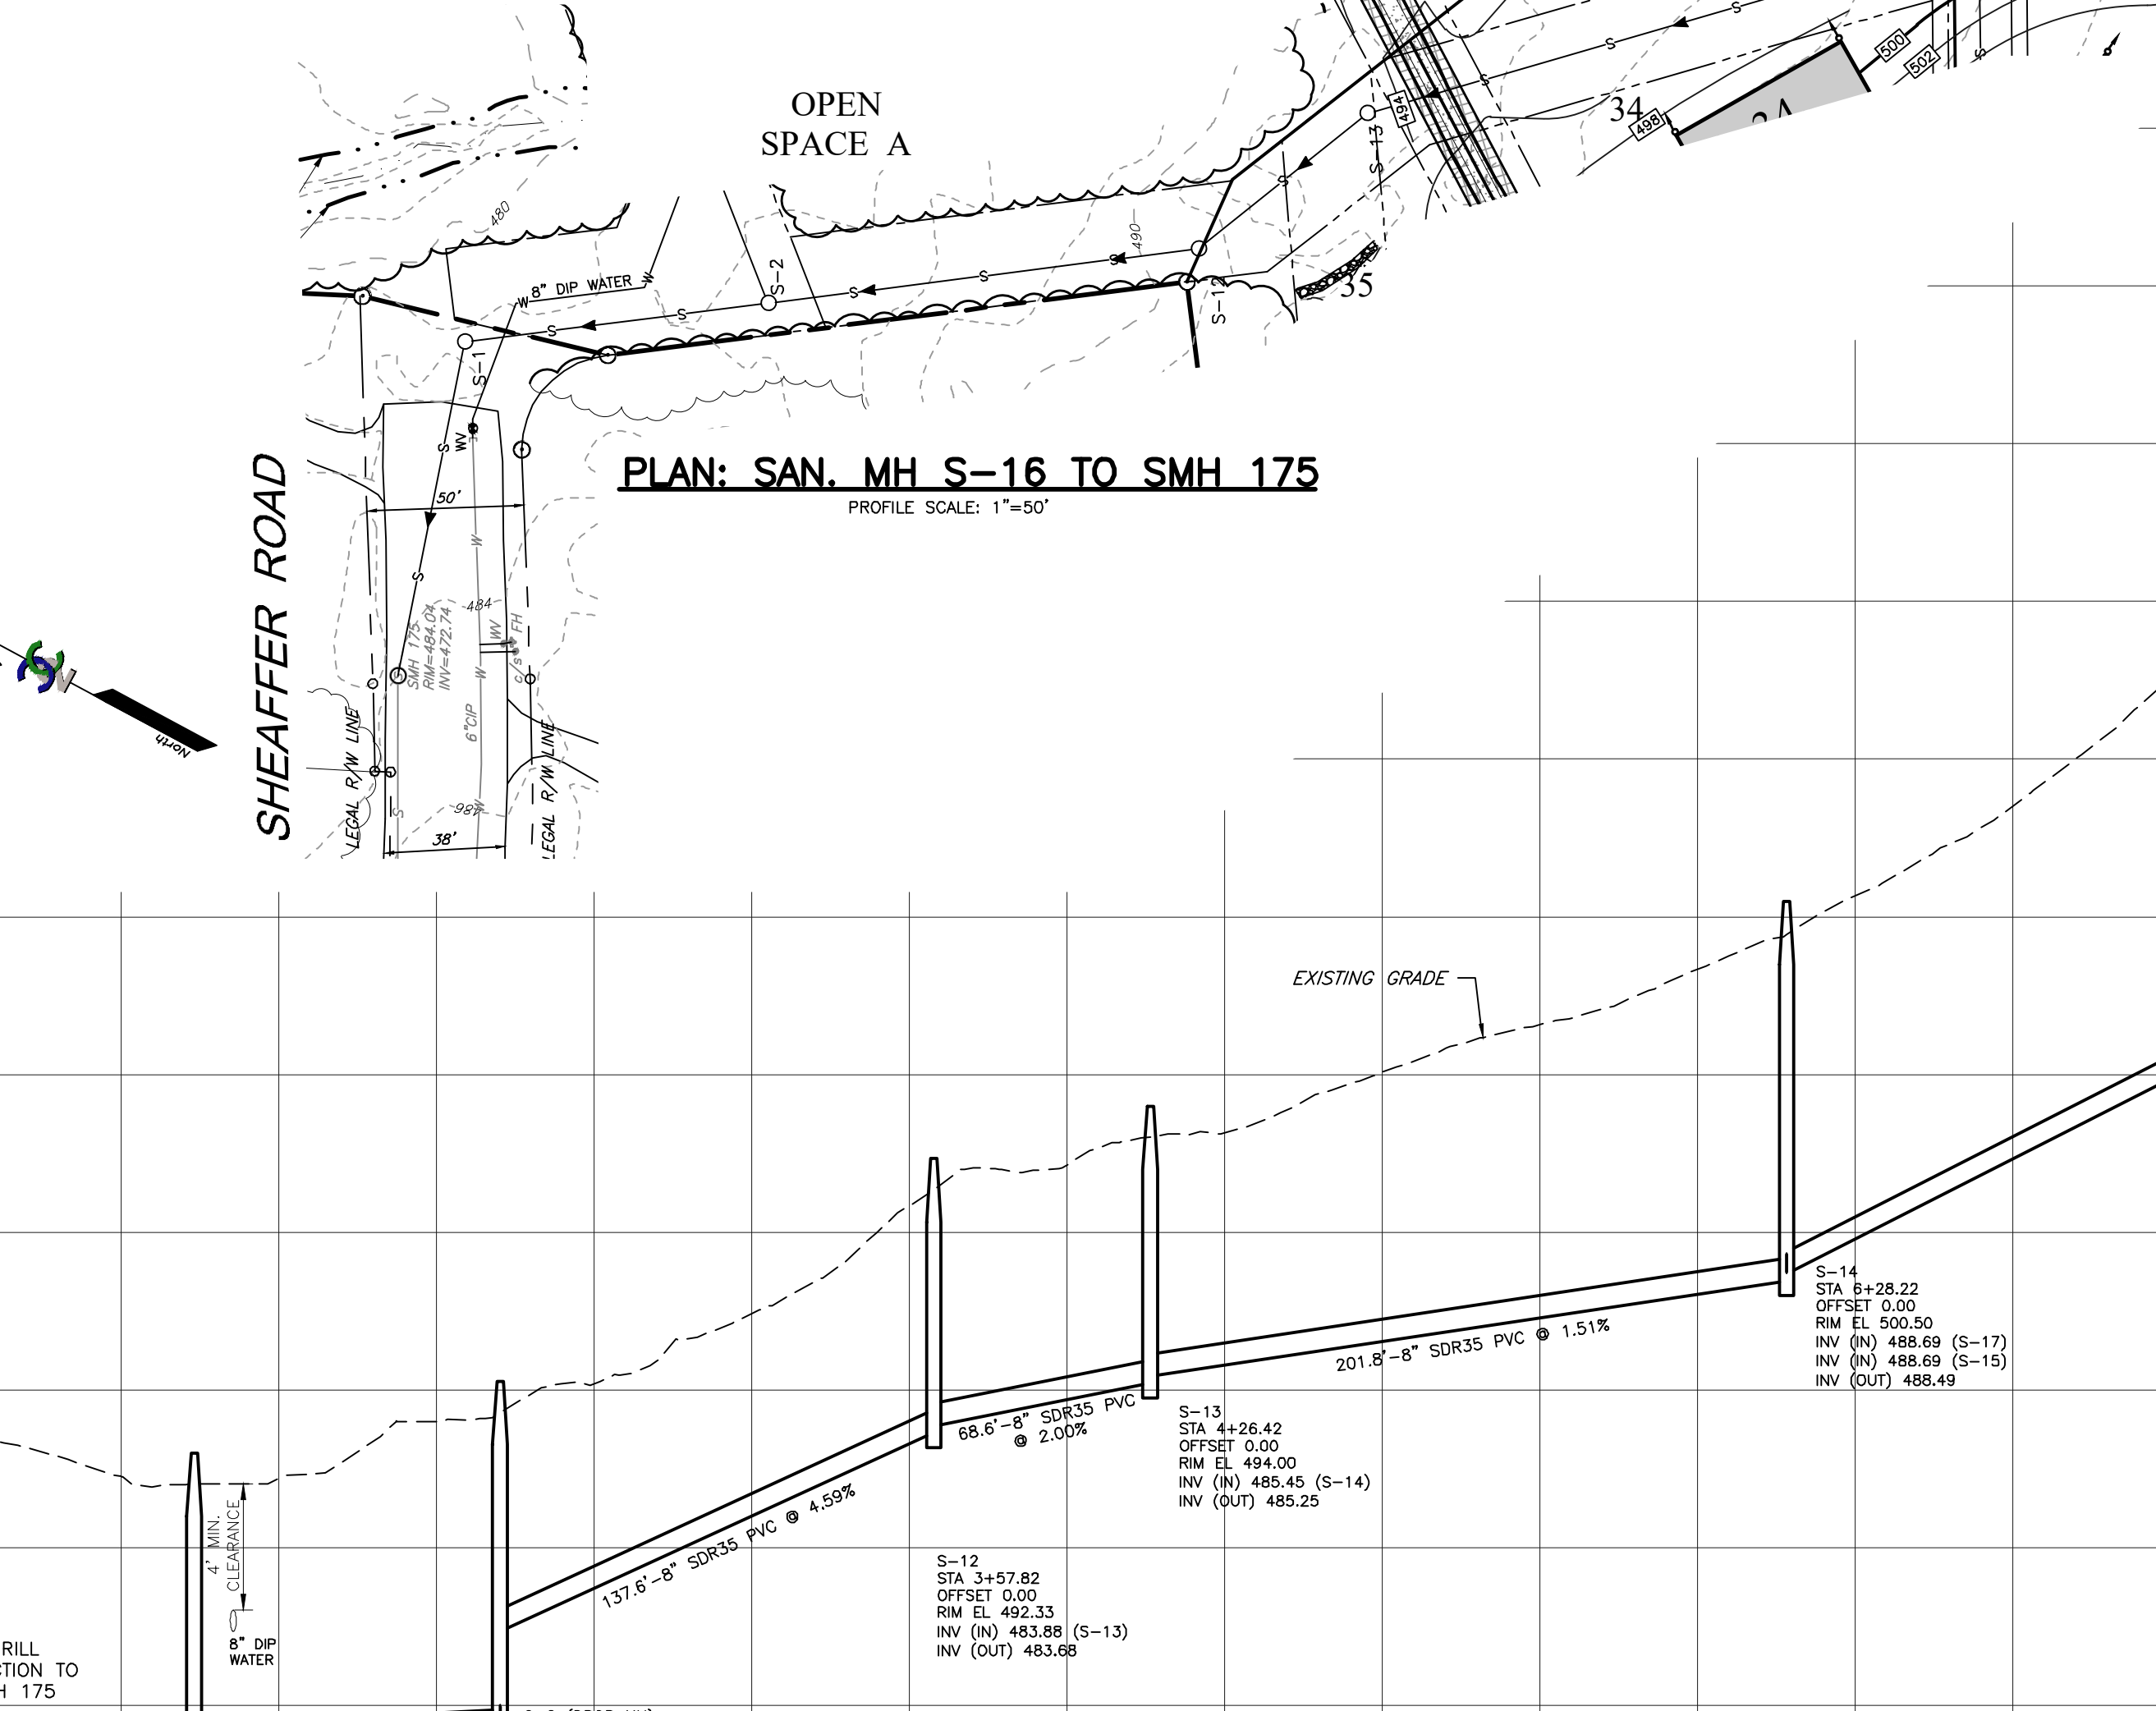 OPEN
SPACE A
480
490
494
34
498
500
502
S-13
35
S-12
8" DIP WATER
S-2
S-1
WV
PLAN: SAN. MH S-16 TO SMH 175
PROFILE SCALE: 1"=50'
50'
SHEAFFER ROAD
484
SMH 175
RIM=484.04
INV=472.74
WV
FH
c/s
6"CIP
LEGAL R/W LINE
LEGAL R/W LINE
486
38'
North
EXISTING GRADE
S-14
STA 6+28.22
OFFSET 0.00
RIM EL 500.50
INV (IN) 488.69 (S-17)
INV (IN) 488.69 (S-15)
INV (OUT) 488.49
201.8'-8" SDR35 PVC @ 1.51%
68.6'-8" SDR35 PVC
@ 2.00%
S-13
STA 4+26.42
OFFSET 0.00
RIM EL 494.00
INV (IN) 485.45 (S-14)
INV (OUT) 485.25
137.6'-8" SDR35 PVC @ 4.59%
S-12
STA 3+57.82
OFFSET 0.00
RIM EL 492.33
INV (IN) 483.88 (S-13)
INV (OUT) 483.68
4' MIN.
CLEARANCE
8" DIP
WATER
RILL
CTION TO
H 175